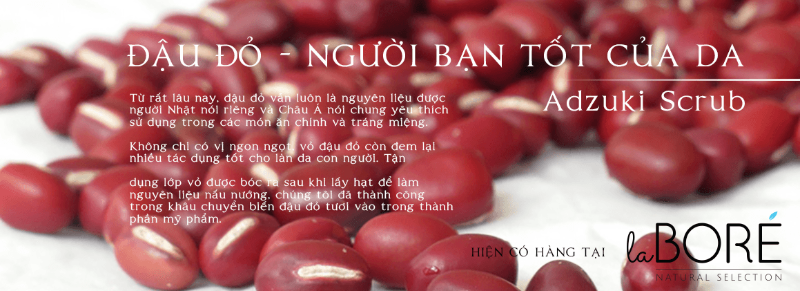 ĐẬU ĐỎ - NGƯỜI BẠN TỐT CỦA DA
Adzuki Scrub
Từ rất lâu nay, đậu đỏ vẫn luôn là nguyên liệu được
người Nhật nói riêng và Châu Á nói chung yêu thích
sử dụng trong các món ăn chính và tráng miệng.
Không chỉ có vị ngon ngọt, vỏ đậu đỏ còn đem lại
nhiều tác dụng tốt cho làn da con người. Tận
dụng lớp vỏ được bóc ra sau khi lấy hạt để làm
nguyên liệu nấu nướng, chúng tôi đã thành công
trong khâu chuyển biến đậu đỏ tươi vào trong thành
phần mỹ phẩm.
HIỆN CÓ HÀNG TẠI
laBORÉ
NATURAL SELECTION